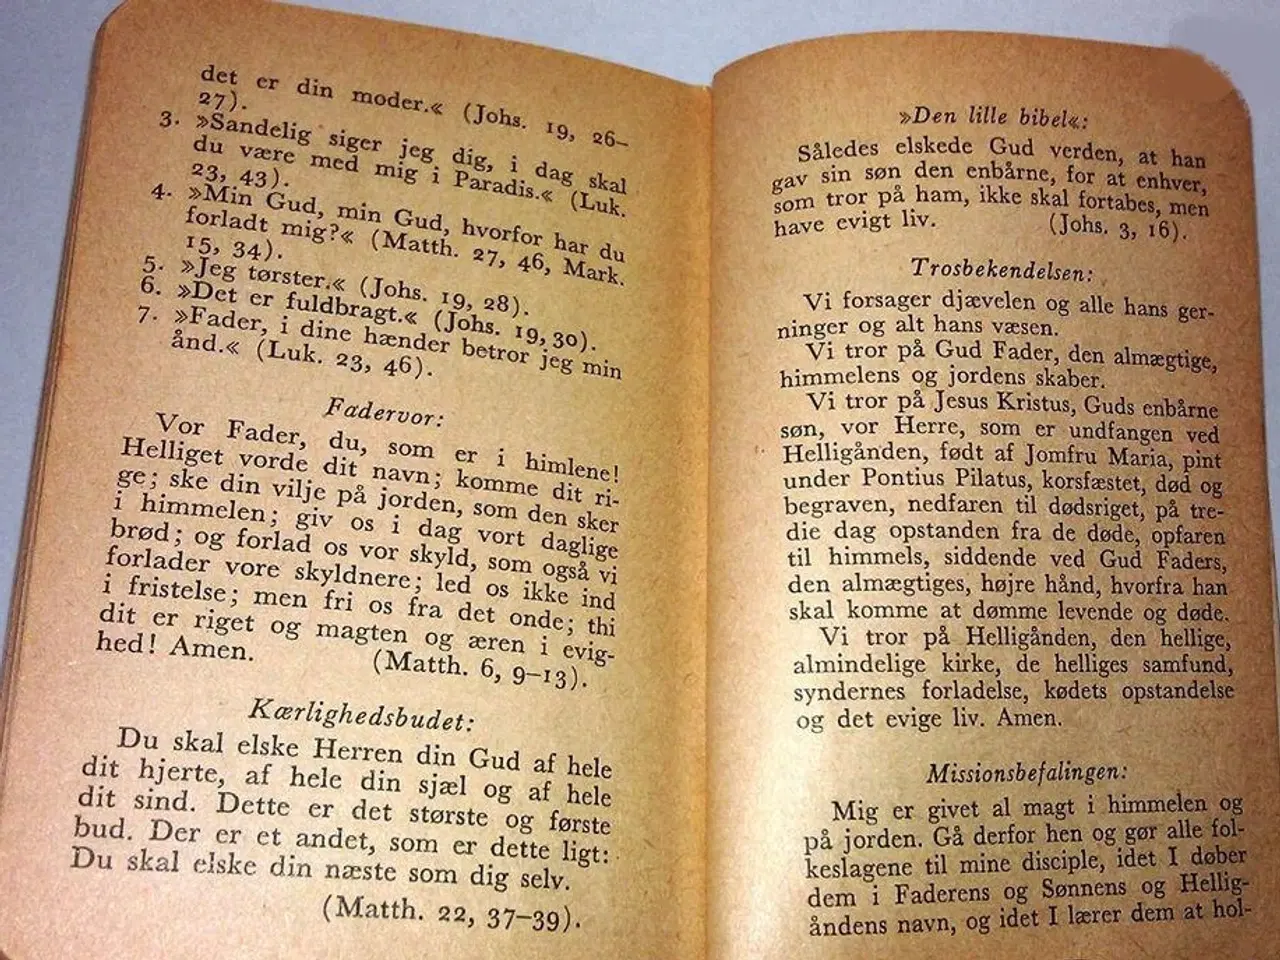 det er din moder.« (Johs. 19, 26–
27).
3. »Sandelig siger jeg dig, i dag skal
du være med mig i Paradis.« (Luk.
23, 43).
4. »Min Gud, min Gud, hvorfor har du
forladt mig?« (Matth. 27, 46, Mark.
15, 34).
5. »Jeg tørster.« (Johs. 19, 28).
6. »Det er fuldbragt.« (Johs. 19, 30).
7. »Fader, i dine hænder betror jeg min
ånd.« (Luk. 23, 46).
Fadervor:
Vor Fader, du, som er i himlene!
Helliget vorde dit navn; komme dit ri-
ge; ske din vilje på jorden, som den sker
i himmelen; giv os i dag vort daglige
brød; og forlad os vor skyld, som også vi
forlader vore skyldnere; led os ikke ind
i fristelse; men fri os fra det onde; thi
dit er riget og magten og æren i evig-
hed! Amen. (Matth. 6, 9–13).
Kærlighedsbudet:
Du skal elske Herren din Gud af hele
dit hjerte, af hele din sjæl og af hele
dit sind. Dette er det største og første
bud. Der er et andet, som er dette ligt:
Du skal elske din næste som dig selv.
(Matth. 22, 37–39).
»Den lille bibel«:
Således elskede Gud verden, at han
gav sin søn den enbårne, for at enhver,
som tror på ham, ikke skal fortabes, men
have evigt liv. (Johs. 3, 16).
Trosbekendelsen:
Vi forsager djævelen og alle hans ger-
ninger og alt hans væsen.
Vi tror på Gud Fader, den almægtige,
himmelens og jordens skaber.
Vi tror på Jesus Kristus, Guds enbårne
søn, vor Herre, som er undfangen ved
Helligånden, født af Jomfru Maria, pint
under Pontius Pilatus, korsfæstet, død og
begraven, nedfaren til dødsriget, på tre-
die dag opstanden fra de døde, opfaren
til himmels, siddende ved Gud Faders,
den almægtiges, højre hånd, hvorfra han
skal komme at dømme levende og døde.
Vi tror på Helligånden, den hellige,
almindelige kirke, de helliges samfund,
syndernes forladelse, kødets opstandelse
og det evige liv. Amen.
Missionsbefalingen:
Mig er givet al magt i himmelen og
på jorden. Gå derfor hen og gør alle fol-
keslagene til mine disciple, idet I døber
dem i Faderens og Sønnens og Hellig-
åndens navn, og idet I lærer dem at hol-